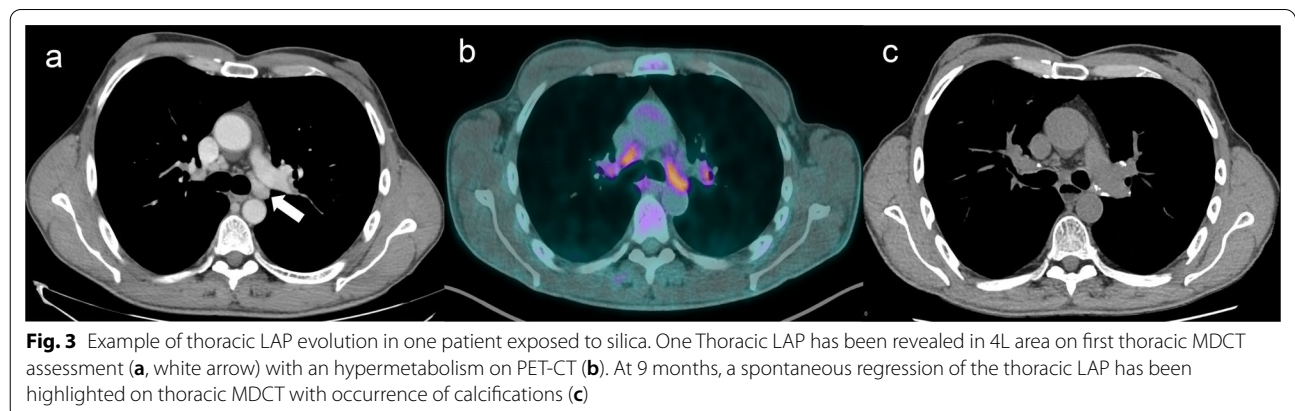 a
b
c
Fig. 3 Example of thoracic LAP evolution in one patient exposed to silica. One Thoracic LAP has been revealed in 4L area on first thoracic MDCT
assessment (a, white arrow) with an hypermetabolism on PET-CT (b). At 9 months, a spontaneous regression of the thoracic LAP has been
highlighted on thoracic MDCT with occurrence of calcifications (c)